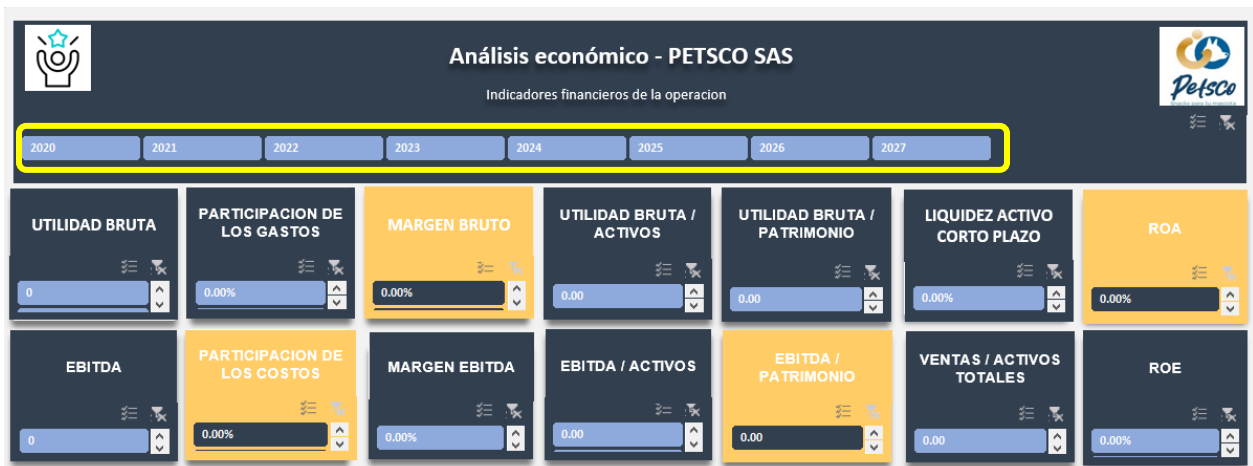 Análisis económico - PETSCO SAS
Indicadores financieros de la operacion
Petsco
Snacks para tu mascota
2020 2021 2022 2023 2024 2025 2026 2027
UTILIDAD BRUTA
0
PARTICIPACION DE
LOS GASTOS
0.00%
MARGEN BRUTO
0.00%
UTILIDAD BRUTA /
ACTIVOS
0.00
UTILIDAD BRUTA /
PATRIMONIO
0.00
LIQUIDEZ ACTIVO
CORTO PLAZO
0.00%
ROA
0.00%
EBITDA
0
PARTICIPACION DE
LOS COSTOS
0.00%
MARGEN EBITDA
0.00%
EBITDA / ACTIVOS
0.00
EBITDA /
PATRIMONIO
0.00
VENTAS / ACTIVOS
TOTALES
0.00
ROE
0.00%